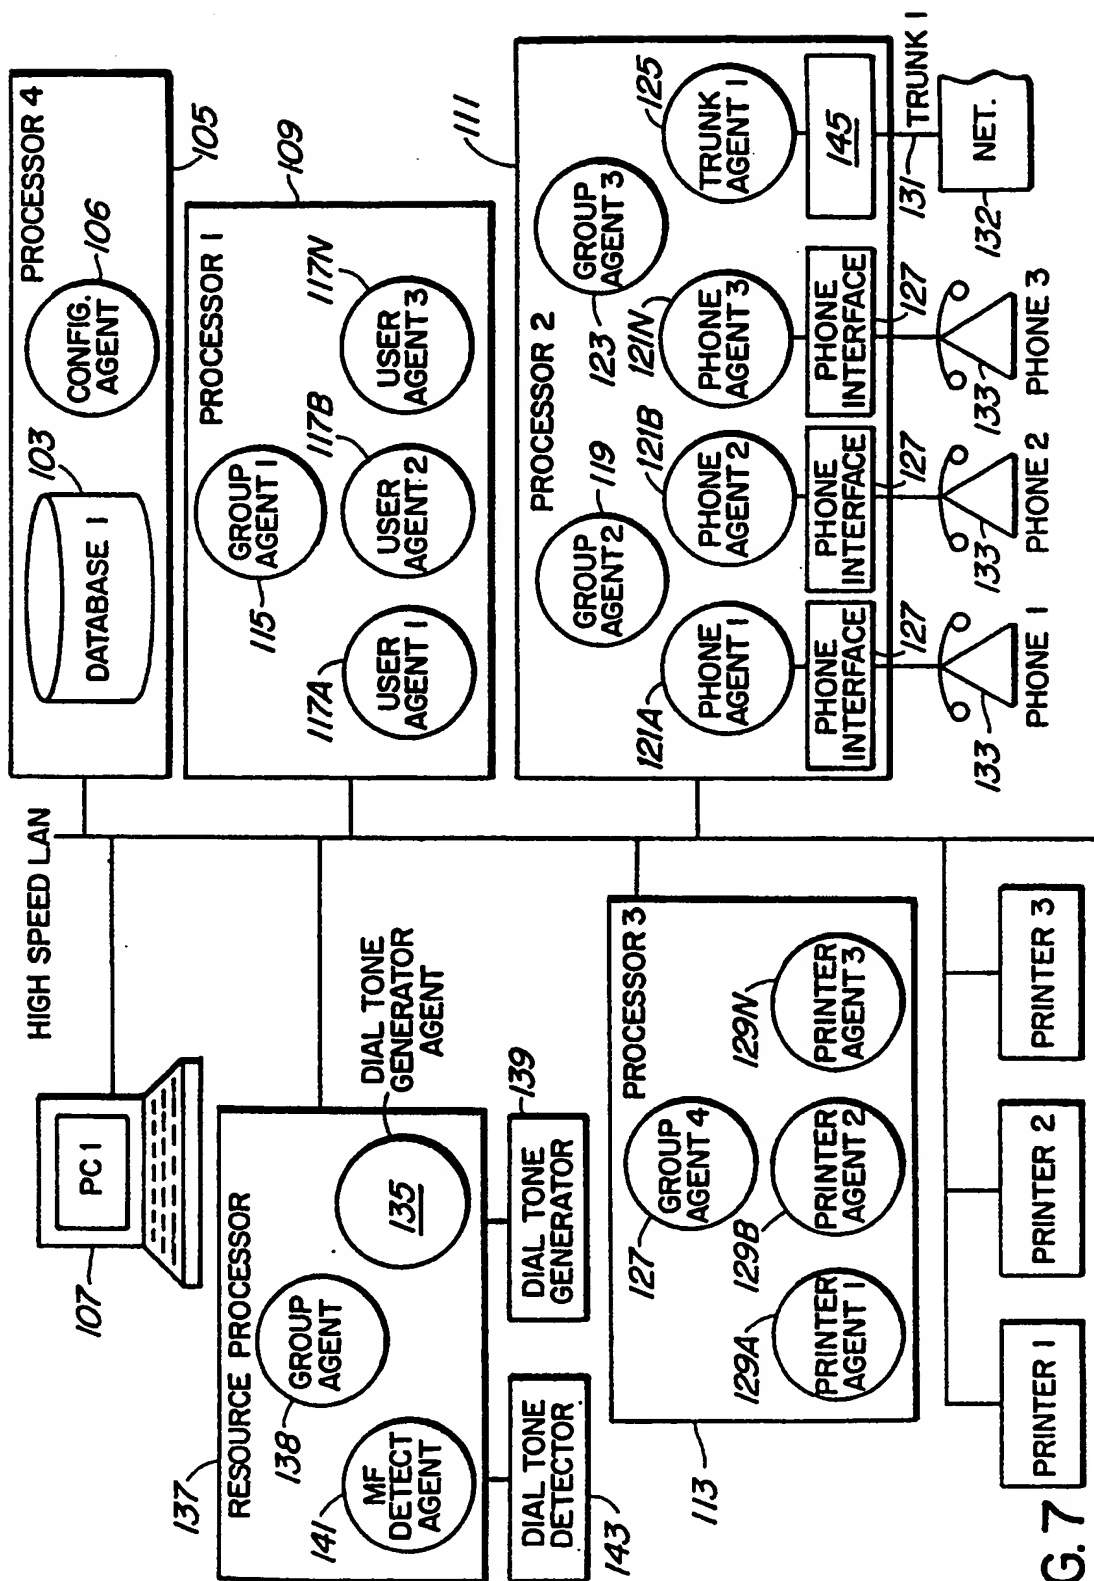 HIGH SPEED LAN
PROCESSOR 4
DATABASE 1
103
CONFIG.
AGENT
106
105
PC 1
107
PROCESSOR 1
109
GROUP
AGENT 1
115
USER
AGENT 1
117A
USER
AGENT 2
117B
USER
AGENT 3
117N
RESOURCE PROCESSOR
137
GROUP
AGENT
138
MF
DETECT
AGENT
141
135
DIAL TONE
GENERATOR
AGENT
DIAL TONE
DETECTOR
143
DIAL TONE
GENERATOR
139
PROCESSOR 2
111
GROUP
AGENT 2
119
GROUP
AGENT 3
123
PHONE
AGENT 1
121A
PHONE
AGENT 2
121B
PHONE
AGENT 3
121N
TRUNK
AGENT 1
125
PHONE
INTERFACE
127
PHONE
INTERFACE
127
PHONE
INTERFACE
127
145
131
TRUNK 1
NET.
132
133
PHONE 1
133
PHONE 2
133
PHONE 3
PROCESSOR 3
113
GROUP
AGENT 4
127
PRINTER
AGENT 1
129A
PRINTER
AGENT 2
129B
PRINTER
AGENT 3
129N
PRINTER 1
PRINTER 2
PRINTER 3
G. 7